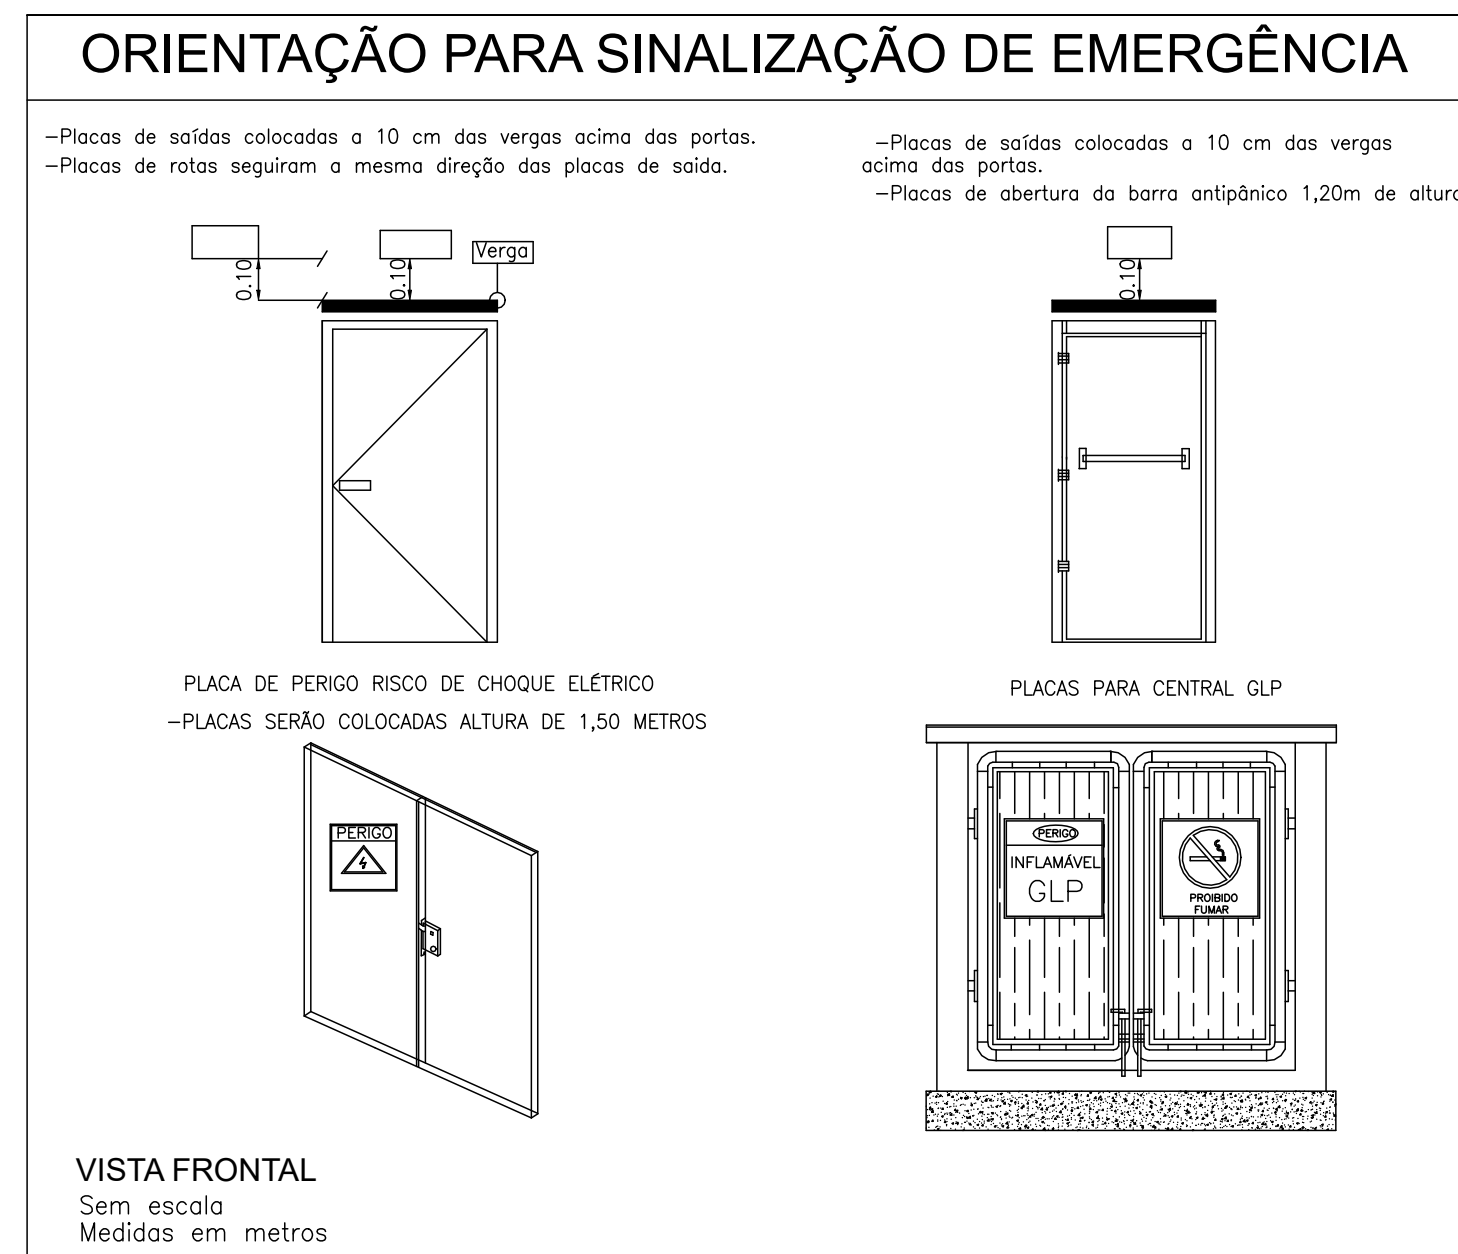 ORIENTAÇÃO PARA SINALIZAÇÃO DE EMERGÊNCIA
-Placas de saídas colocadas a 10 cm das vergas acima das portas.
-Placas de rotas seguiram a mesma direção das placas de saida.
0.10
0.10
Verga
-Placas de saídas colocadas a 10 cm das vergas
acima das portas.
-Placas de abertura da barra antipânico 1,20m de altura
0.10
PLACA DE PERIGO RISCO DE CHOQUE ELÉTRICO
-PLACAS SERÃO COLOCADAS ALTURA DE 1,50 METROS
PERIGO
PLACAS PARA CENTRAL GLP
PERIGO
INFLAMÁVEL
GLP
PROIBIDO
FUMAR
VISTA FRONTAL
Sem escala
Medidas em metros